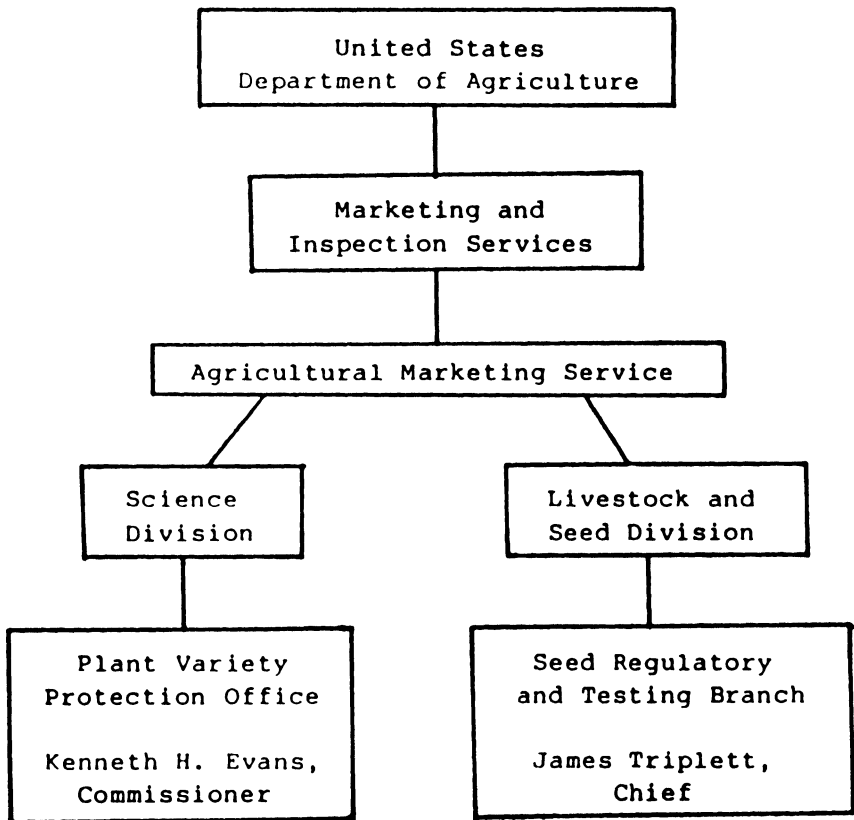 United States
Department of Agriculture
Marketing and
Inspection Services
Agricultural Marketing Service
Science
Division
Livestock and
Seed Division
Plant Variety
Protection Office
Kenneth H. Evans,
Commissioner
Seed Regulatory
and Testing Branch
James Triplett,
Chief